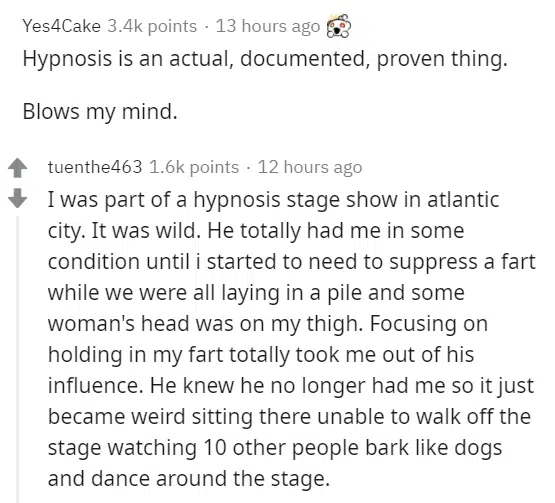 Yes4Cake 3.4k points · 13 hours ago
Hypnosis is an actual, documented, proven thing.
Blows my mind.
tuenthe463 1.6k points · 12 hours ago
I was part of a hypnosis stage show in atlantic
city. It was wild. He totally had me in some
condition until i started to need to suppress a fart
while we were all laying in a pile and some
woman's head was on my thigh. Focusing on
holding in my fart totally took me out of his
influence. He knew he no longer had me so it just
became weird sitting there unable to walk off the
stage watching 10 other people bark like dogs
and dance around the stage.